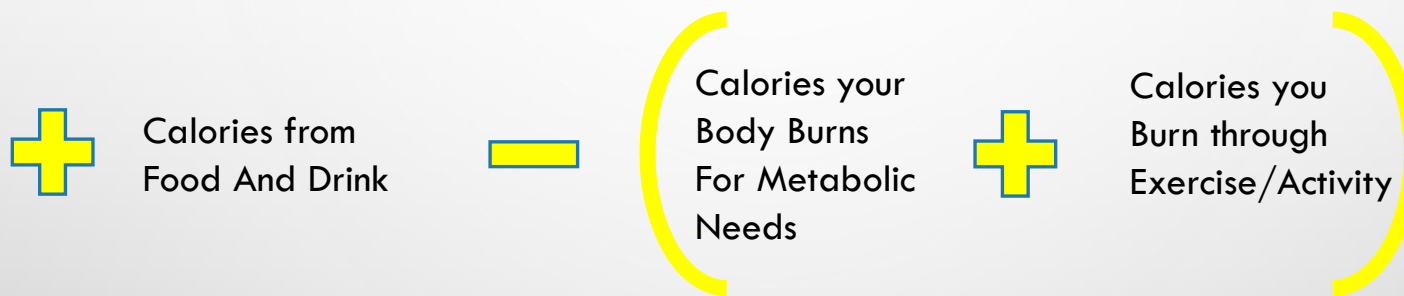 Calories from
Food And Drink
Calories your
Body Burns
For Metabolic
Needs
Calories you
Burn through
Exercise/Activity